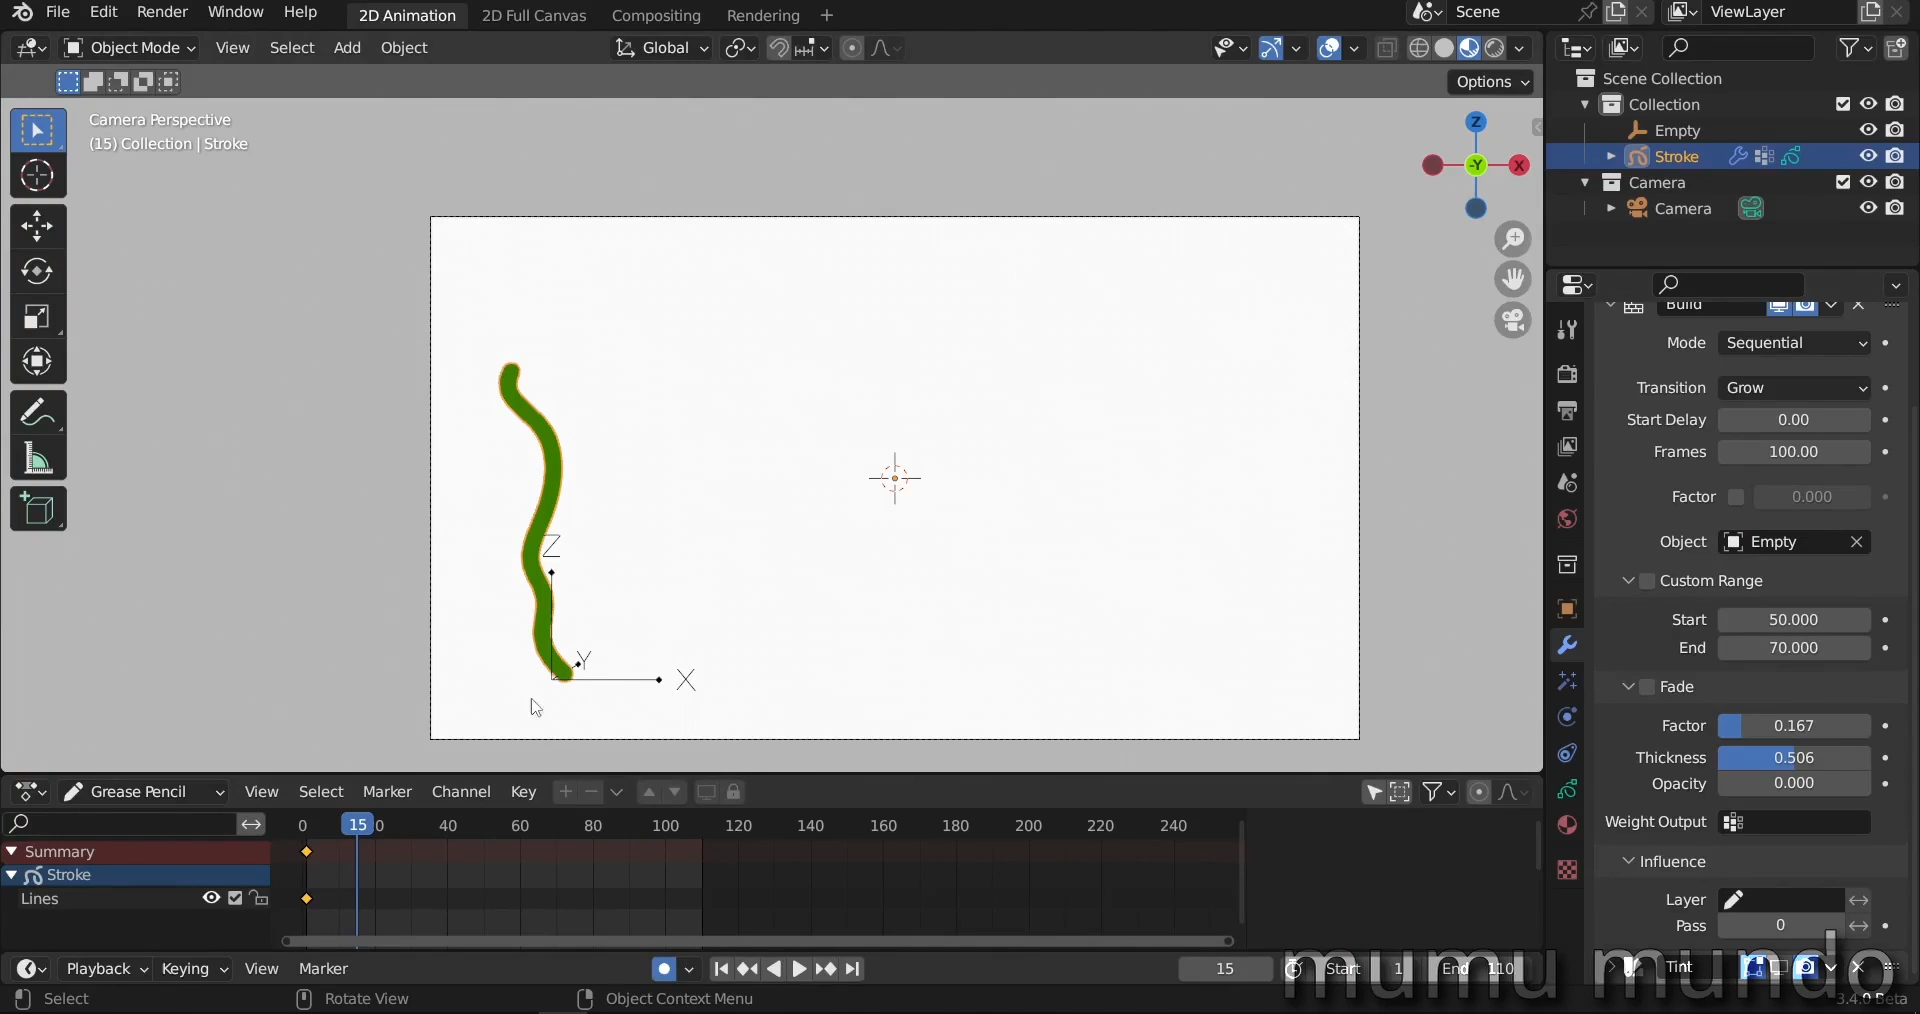 File Edit Render Window Help 2D Animation 2D Full Canvas Compositing Rendering + Scene ViewLayer
Object Mode View Select Add Object Global
Options
Camera Perspective
(15) Collection | Stroke
Z
-Y
X
Z
Y
X
Scene Collection
Collection
Empty
Stroke
Camera
Camera
Build
Mode Sequential
Transition Grow
Start Delay 0.00
Frames 100.00
Factor 0.000
Object Empty
Custom Range
Start 50.000
End 70.000
Fade
Factor 0.167
Thickness 0.506
Opacity 0.000
Weight Output
Influence
Layer
Pass 0
Tint
Grease Pencil View Select Marker Channel Key
0 15 0 40 60 80 100 120 140 160 180 200 220 240
Summary
Stroke
Lines
Playback Keying View Marker 15 Start 1 End 110
mumu mundo
Select Rotate View Object Context Menu 3.4.0 Beta